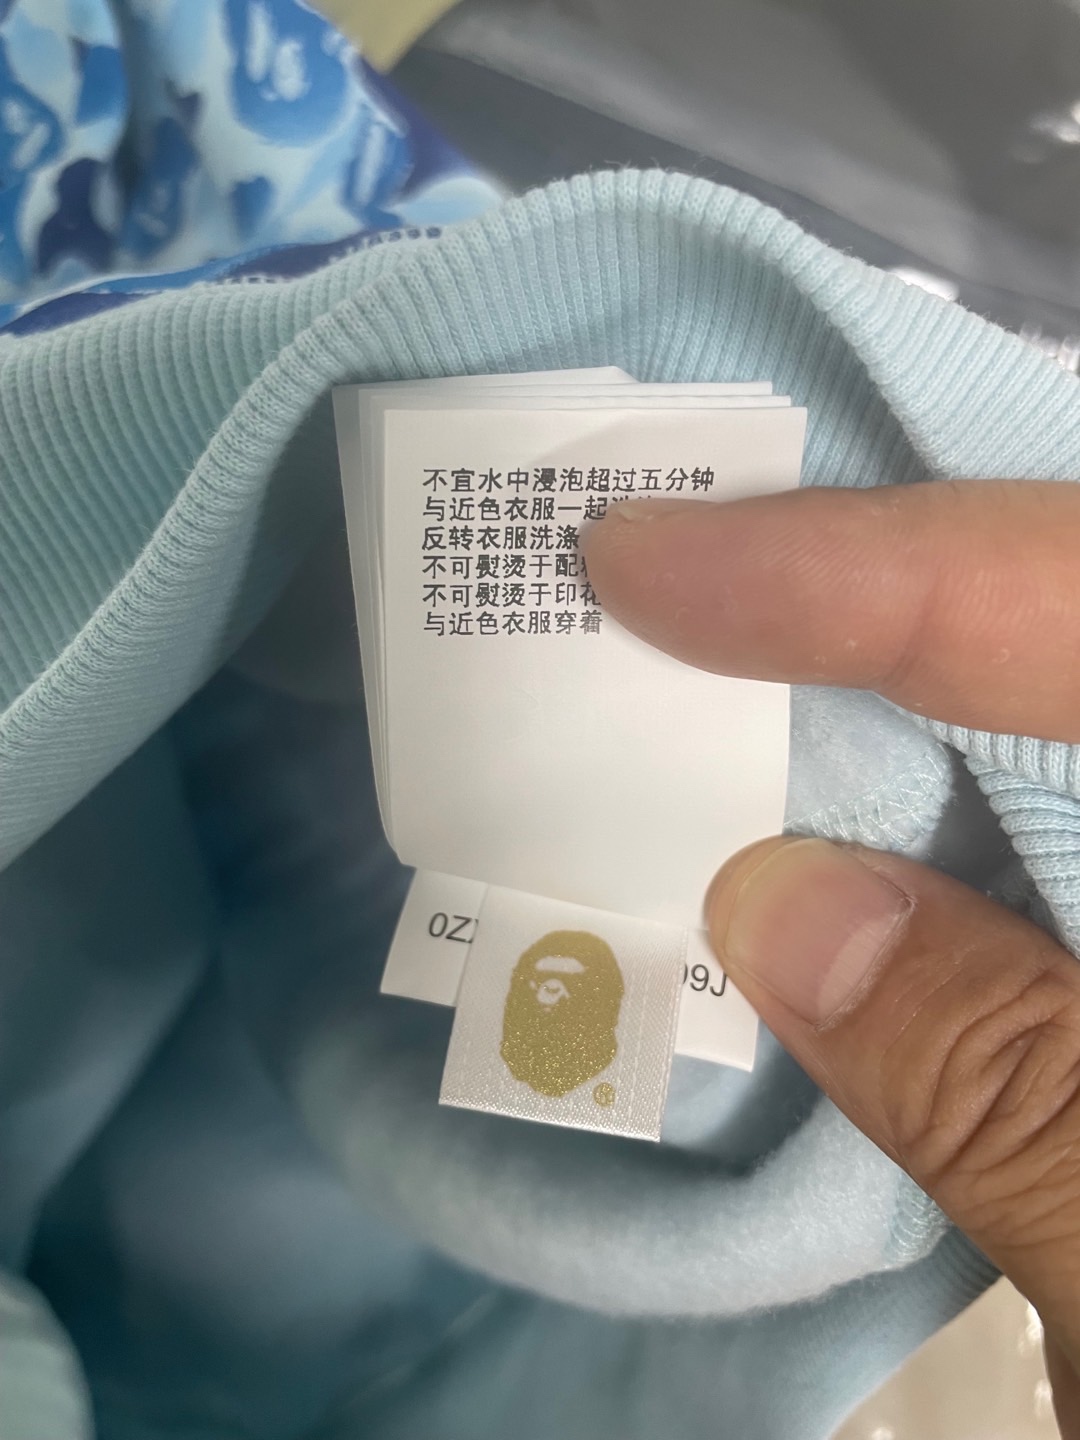 不宜水中浸泡超过五分钟
与近色衣服一起洗
反转衣服洗涤
不可熨烫于配
不可熨烫于印花
与近色衣服穿着
0Z
09J